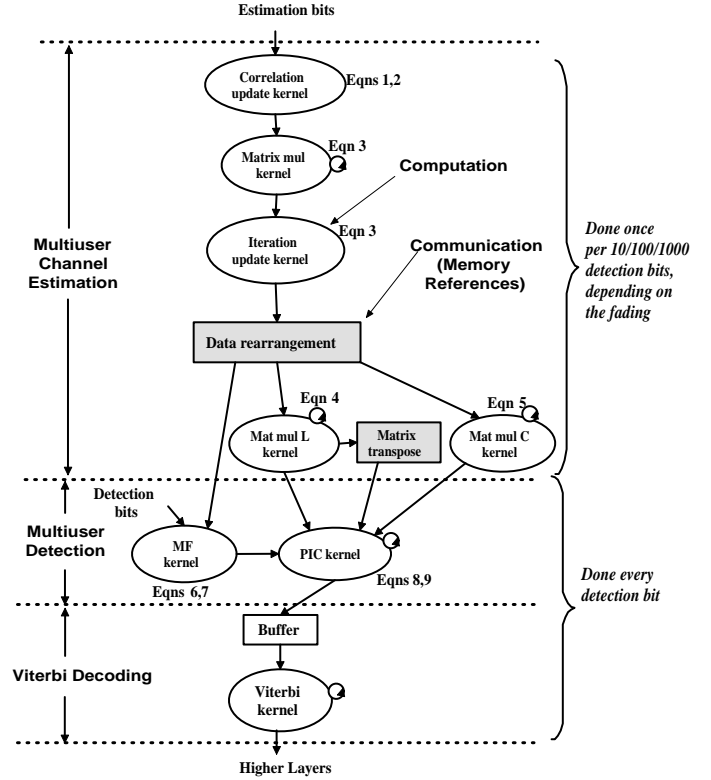 Estimation bits
Correlation
update kernel
Eqns 1,2
Matrix mul
kernel
Eqn 3
Computation
Iteration
update kernel
Eqn 3
Multiuser
Channel
Estimation
Communication
(Memory
References)
Done once
per 10/100/1000
detection bits,
depending on
the fading
Data rearrangement
Eqn 4
Mat mul L
kernel
Matrix
transpose
Eqn 5
Mat mul C
kernel
Detection
bits
Multiuser
Detection
MF
kernel
Eqns 6,7
PIC kernel
Eqns 8,9
Done every
detection bit
Buffer
Viterbi Decoding
Viterbi
kernel
Higher Layers